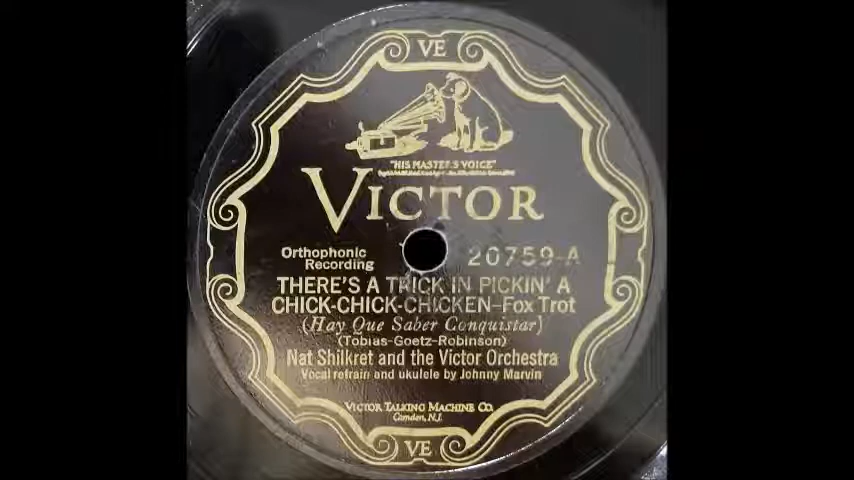 VE
"HIS MASTER'S VOICE"
VICTOR
Orthophonic
Recording
20759-A
THERE'S A TRICK IN PICKIN' A
CHICK-CHICK-CHICKEN–Fox Trot
(Hay Que Saber Conquistar)
(Tobias-Goetz-Robinson)
Nat Shilkret and the Victor Orchestra
Vocal refrain and ukulele by Johnny Marvin
VICTOR TALKING MACHINE CO.
Camden, N.J.
VE